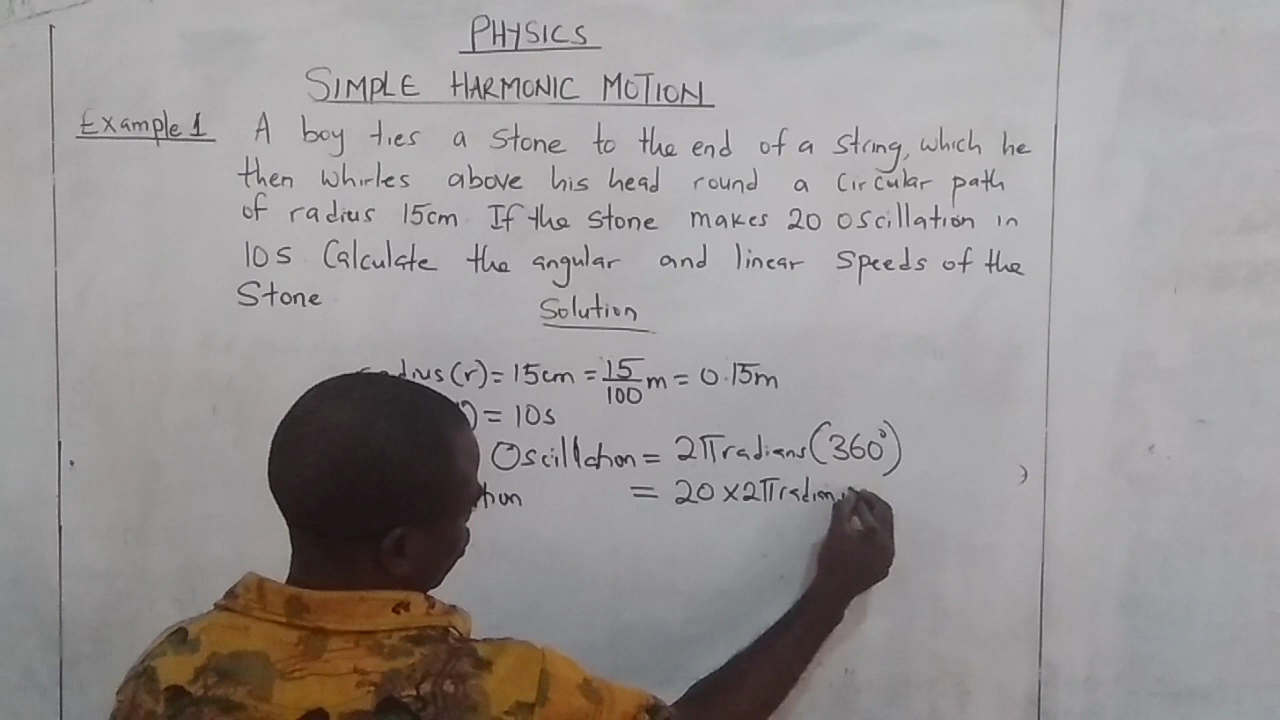 PHYSICS
SIMPLE HARMONIC MOTION
Example 1 A boy ties a stone to the end of a string, which he
then whirles above his head round a circular path
of radius 15cm. If the stone makes 20 oscillation in
10s. Calculate the angular and linear speeds of the
Stone
Solution
radius (r) = 15cm = 15/100 m = 0.15m
= 10s
Oscillation = 2π radians (360°)
= 20 × 2π radian